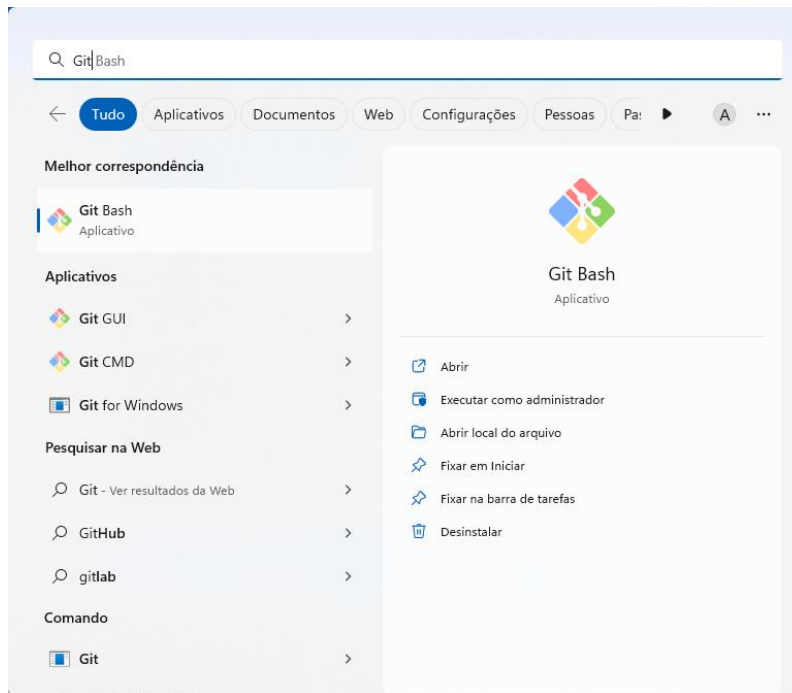 Git Bash
Tudo Aplicativos Documentos Web Configurações Pessoas Pa: A ...
Melhor correspondência
Git Bash
Aplicativo
Aplicativos
Git GUI
Git CMD
Git for Windows
Pesquisar na Web
Git - Ver resultados da Web
GitHub
gitlab
Comando
Git
Git Bash
Aplicativo
Abrir
Executar como administrador
Abrir local do arquivo
Fixar em Iniciar
Fixar na barra de tarefas
Desinstalar